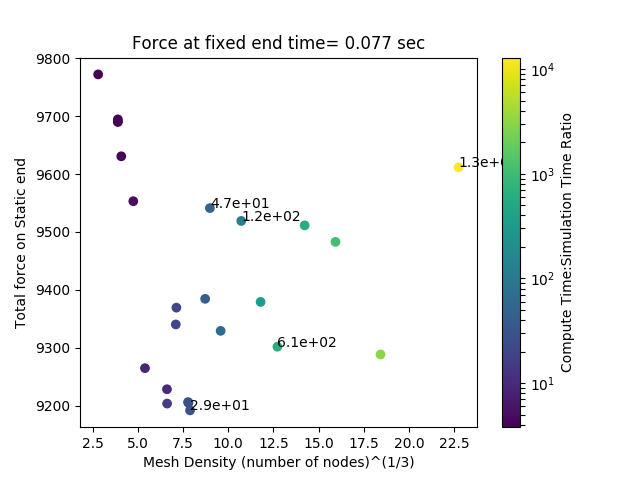 Force at fixed end time= 0.077 sec
Total force on Static end
9800
9700
9600
9500
9400
9300
9200
4.7e+01
1.2e+02
1.3e+0
6.1e+02
2.9e+01
2.5
5.0
7.5
10.0
12.5
15.0
17.5
20.0
22.5
Mesh Density (number of nodes)^(1/3)
10^4
10^3
10^2
10^1
Compute Time:Simulation Time Ratio